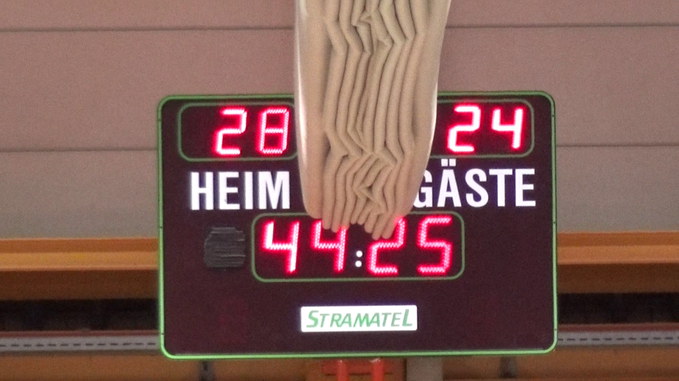 28 24
HEIM GÄSTE
44:25
STRAMATEL